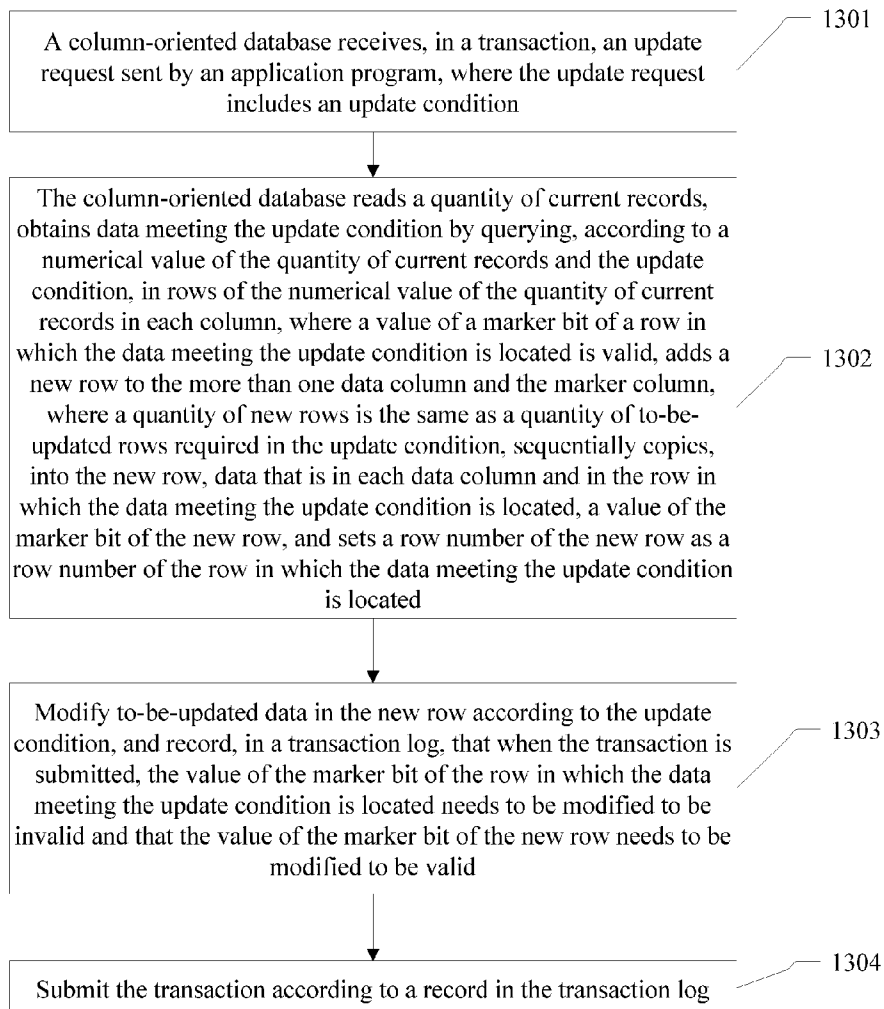 1301
A column-oriented database receives, in a transaction, an update
request sent by an application program, where the update request
includes an update condition
The column-oriented database reads a quantity of current records,
obtains data meeting the update condition by querying, according to a
numerical value of the quantity of current records and the update
condition, in rows of the numerical value of the quantity of current
records in each column, where a value of a marker bit of a row in
which the data meeting the update condition is located is valid, adds a
new row to the more than one data column and the marker column,
where a quantity of new rows is the same as a quantity of to-be-
updated rows required in the update condition, sequentially copies,
into the new row, data that is in each data column and in the row in
which the data meeting the update condition is located, a value of the
marker bit of the new row, and sets a row number of the new row as a
row number of the row in which the data meeting the update condition
is located
1302
Modify to-be-updated data in the new row according to the update
condition, and record, in a transaction log, that when the transaction is
submitted, the value of the marker bit of the row in which the data
meeting the update condition is located needs to be modified to be
invalid and that the value of the marker bit of the new row needs to be
modified to be valid
1303
Submit the transaction according to a record in the transaction log
1304